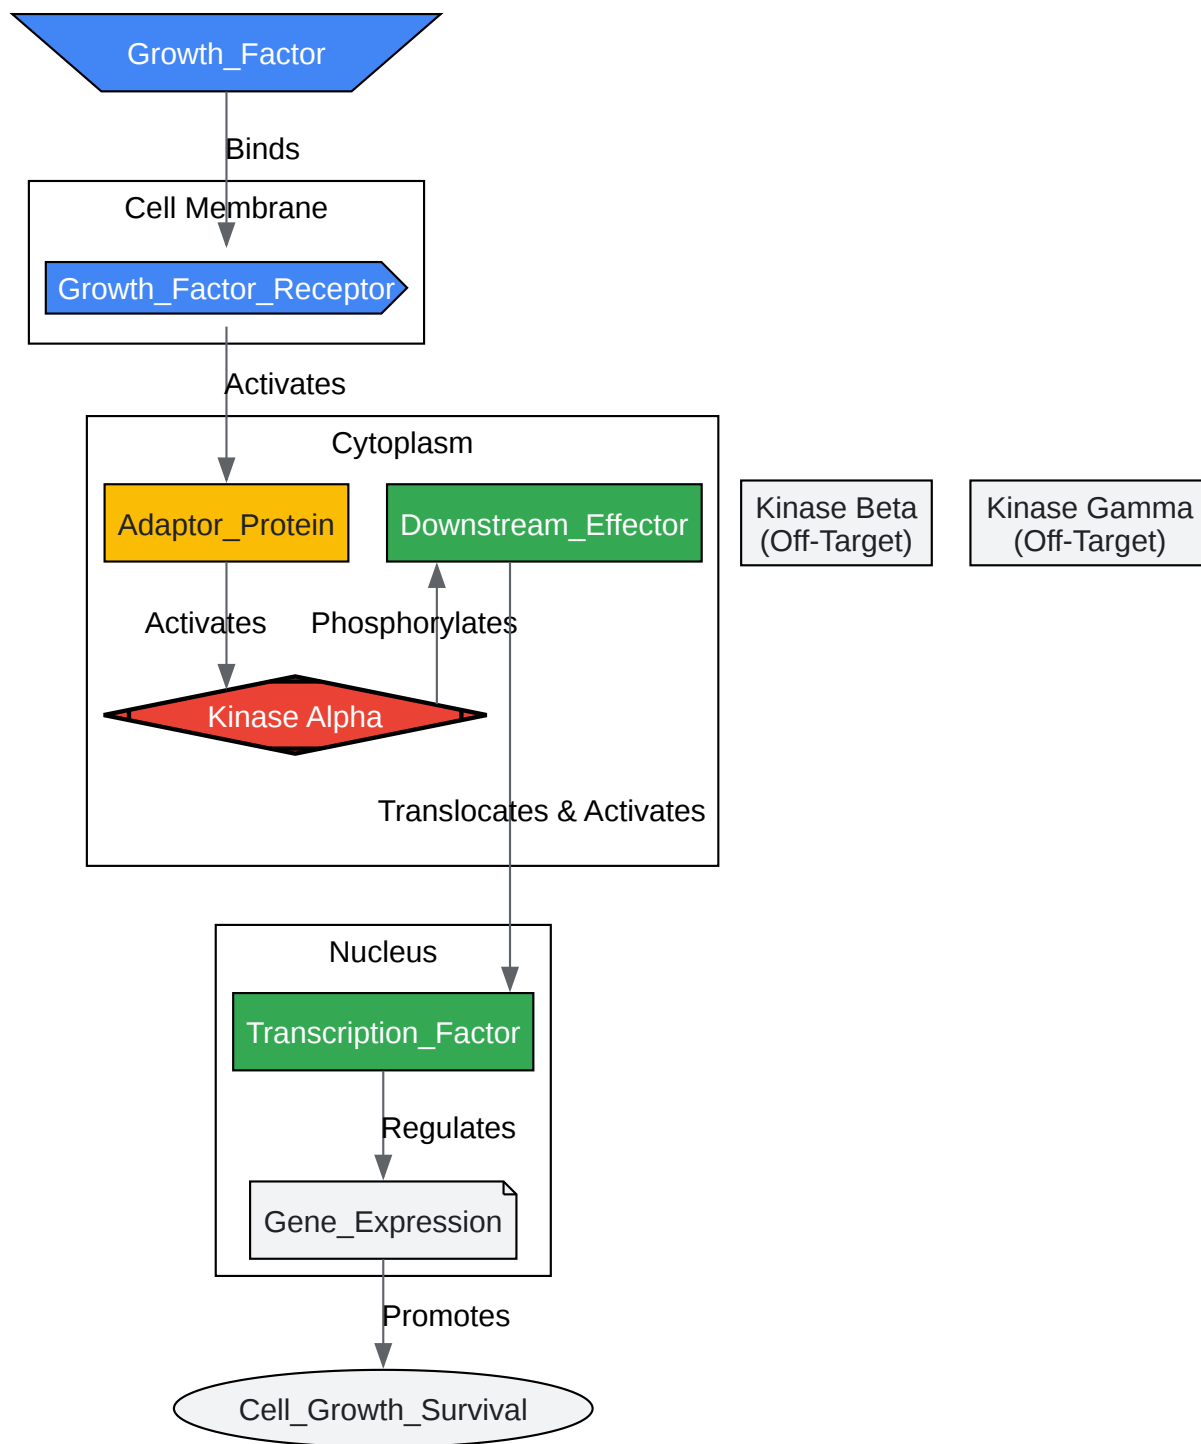 Growth_Factor
Binds
Cell Membrane
Growth_Factor_Receptor
Activates
Cytoplasm
Adaptor_Protein
Downstream_Effector
Kinase Beta
(Off-Target)
Kinase Gamma
(Off-Target)
Activates
Phosphorylates
Kinase Alpha
Translocates & Activates
Nucleus
Transcription_Factor
Regulates
Gene_Expression
Promotes
Cell_Growth_Survival